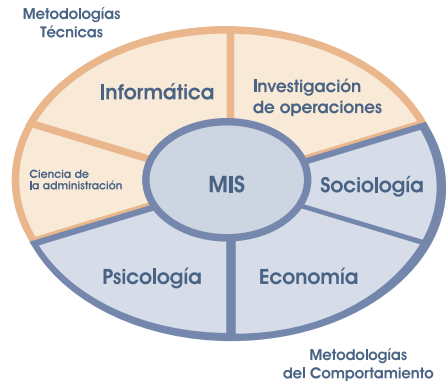 Metodologías
Técnicas
Informática
Investigación
de operaciones
Ciencia de
la administración
MIS
Sociología
Psicología
Economía
Metodologías
del Comportamiento